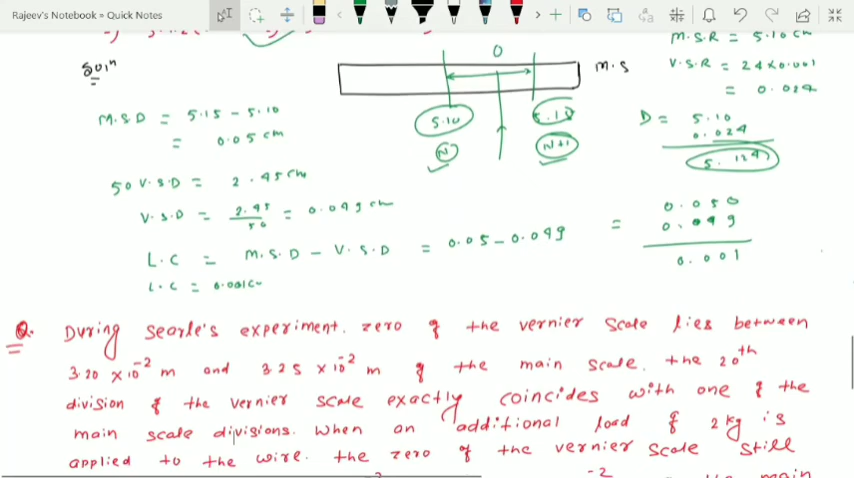 Rajeev's Notebook » Quick Notes
Soln
0
M.S
M.S.R = 5.10 cm
V.S.R = 24 x 0.001
= 0.024
M.S.D = 5.15 - 5.10
= 0.05 cm
5.10
5.15
N
N+1
D = 5.10
0.024
5.124
50 V.S.D = 2.45 cm
V.S.D = 2.45/50 = 0.049 cm
L.C = M.S.D - V.S.D = 0.05 - 0.049 =
0.050
0.049
0.001
L.C = 0.001 cm
Q. During Searle's experiment, zero of the vernier scale lies between
3.20 x 10⁻² m and 3.25 x 10⁻² m of the main scale. The 20th
division of the vernier scale exactly coincides with one of the
main scale divisions. When an additional load of 2 kg is
applied to the wire. the zero of the vernier scale still
-2
main